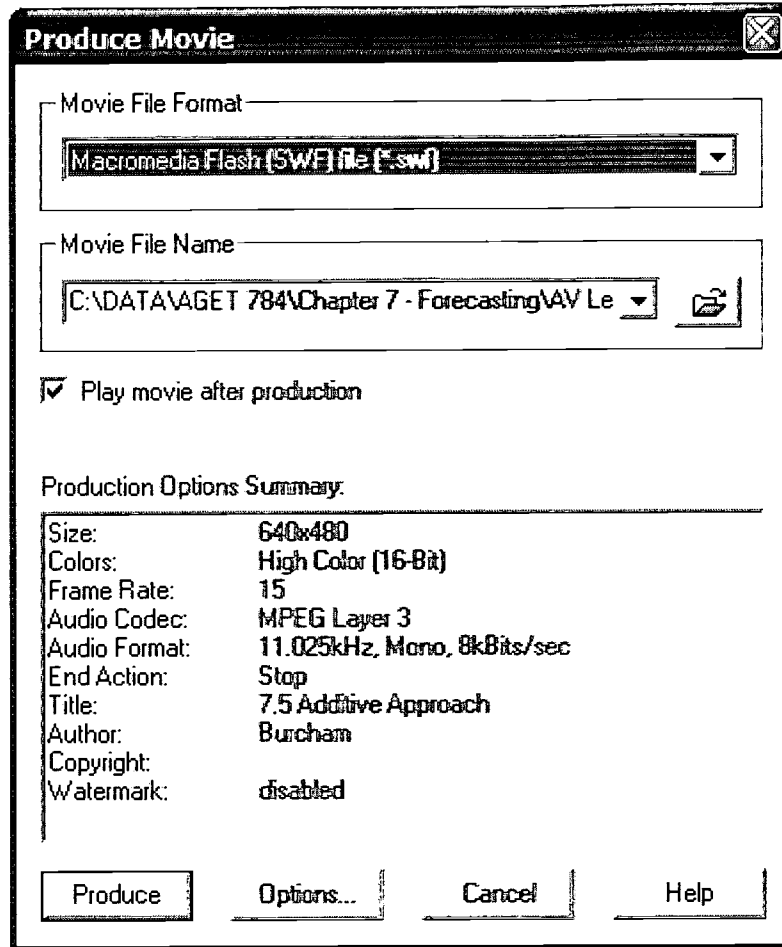 Produce Movie
Movie File Format
Macromedia Flash (SWF) file (*.swf)
Movie File Name
C:\DATA\AGET 784\Chapter 7 - Forecasting\AV Le
Play movie after production
Production Options Summary:
Size: 640x480
Colors: High Color (16-Bit)
Frame Rate: 15
Audio Codec: MPEG Layer 3
Audio Format: 11.025kHz, Mono, 8kBits/sec
End Action: Stop
Title: 7.5 Additive Approach
Author: Burcham
Copyright:
Watermark: disabled
Produce Options... Cancel Help